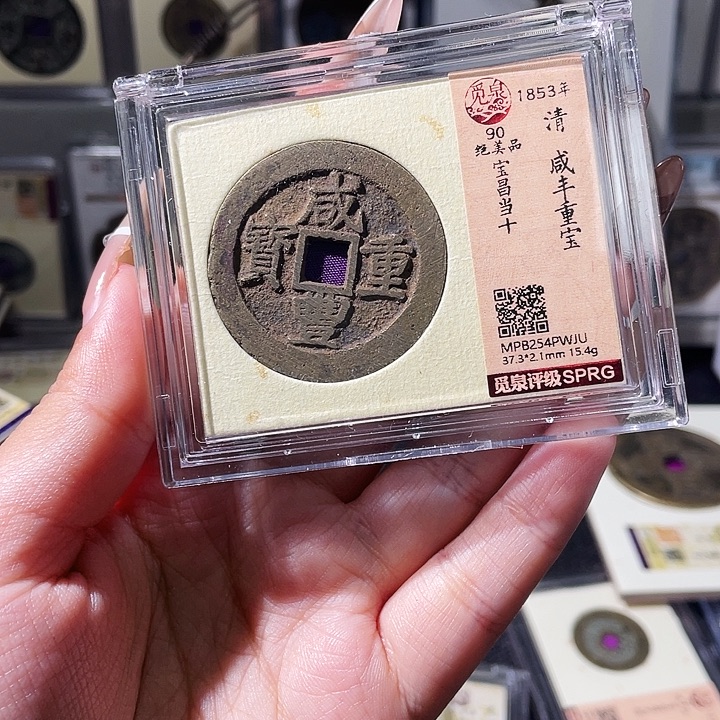 咸
豐
重
寶
觅泉
1853年
清 咸丰重宝
90
绝美品
宝昌当十
MPB254PWJU
37.3*2.1mm 15.4g
觅泉评级SPRG